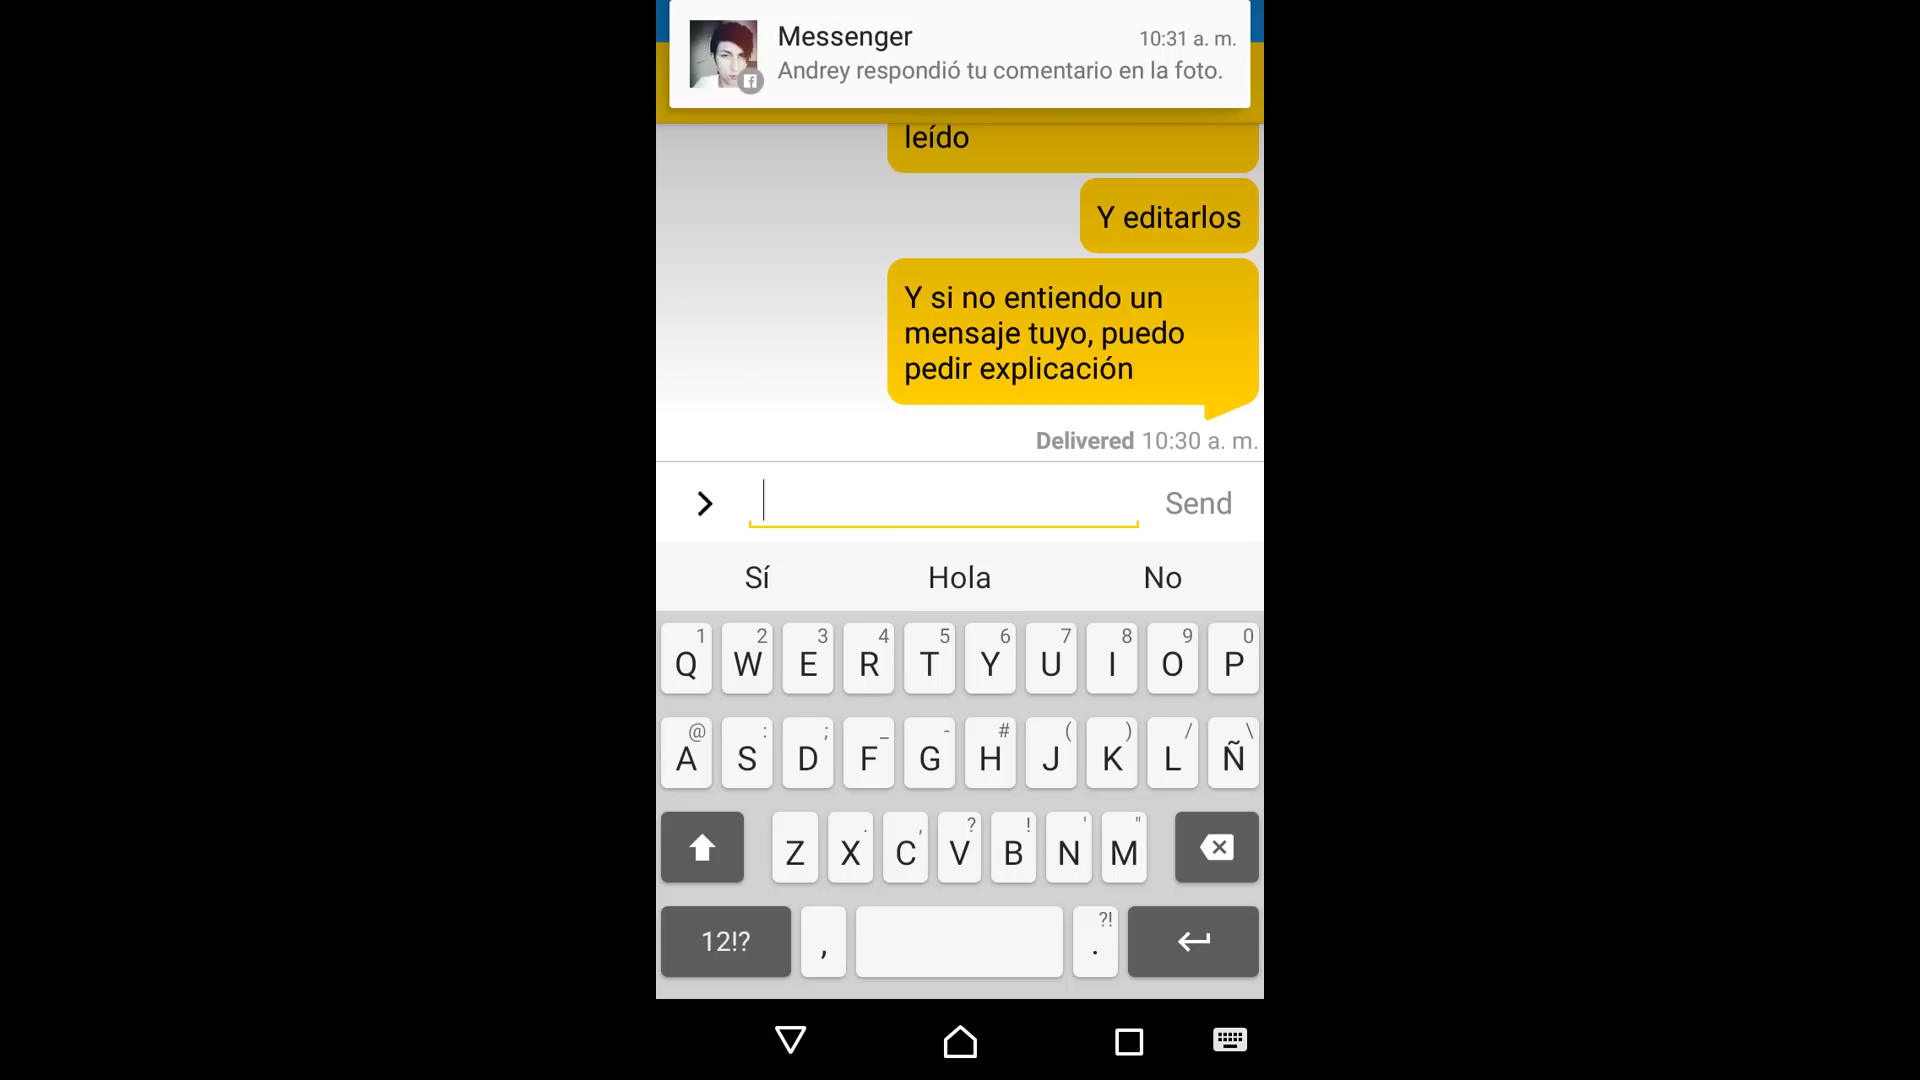 Messenger
10:31 a. m.
Andrey respondió tu comentario en la foto.
leído
Y editarlos
Y si no entiendo un
mensaje tuyo, puedo
pedir explicación
Delivered 10:30 a. m.
Send
Sí Hola No
1 2 3 4 5 6 7 8 9 0
Q W E R T Y U I O P
@ : ; _ - # ( ) / \
A S D F G H J K L Ñ
. , ? ! ' "
Z X C V B N M
?!
12!? , .